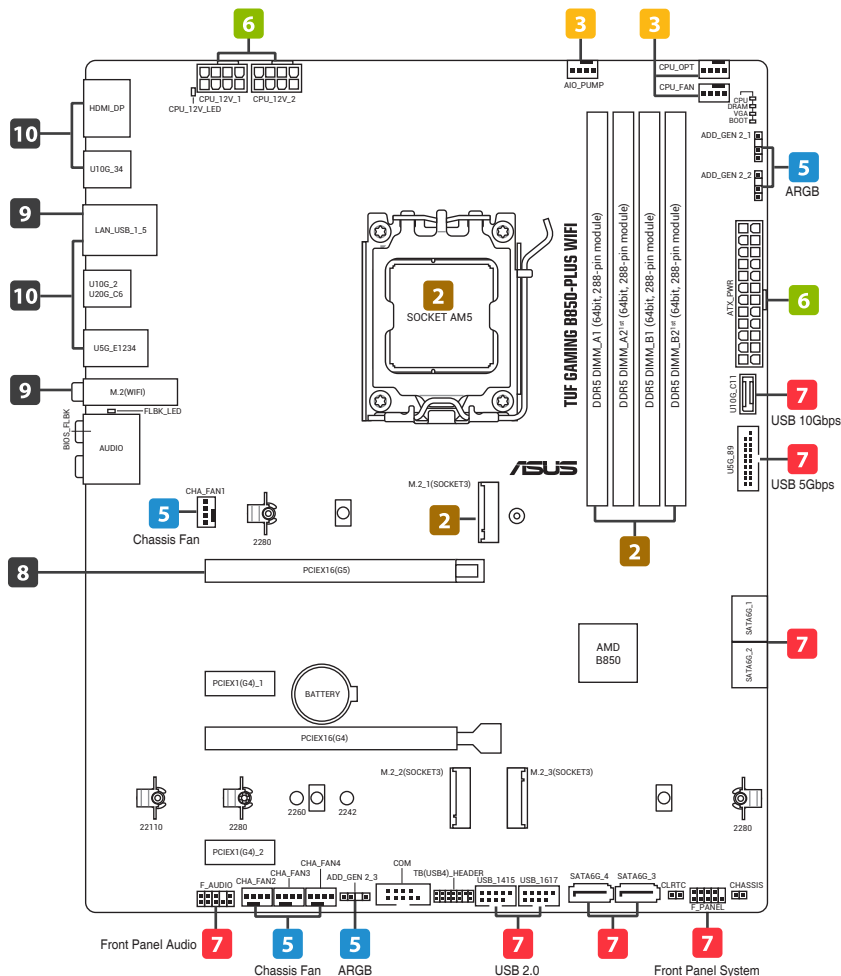 6
3
3
CPU_12V_1
CPU_12V_2
CPU_12V_LED
AIO_PUMP
CPU_OPT
CPU_FAN
CPU
DRAM
VGA
BOOT
HDMI_DP
10
U10G_34
ADD_GEN 2_1
ADD_GEN 2_2
5
ARGB
9
LAN_USB_1_5
10
U10G_2
U20G_C6
U5G_E1234
2
SOCKET AM5
TUF GAMING B850-PLUS WIFI
DDR5 DIMM_A1 (64bit, 288-pin module)
DDR5 DIMM_A2 1st (64bit, 288-pin module)
DDR5 DIMM_B1 (64bit, 288-pin module)
DDR5 DIMM_B2 1st (64bit, 288-pin module)
ATX_PWR
6
9
M.2(WIFI)
FLBK_LED
BIOS_FLBK
AUDIO
U10G_C11
7
USB 10Gbps
U5G_89
7
USB 5Gbps
ASUS
CHA_FAN1
5
Chassis Fan
2280
M.2_1(SOCKET3)
2
2
8
PCIEX16(G5)
SATA6G_1
7
SATA6G_2
AMD
B850
PCIEX1(G4)_1
BATTERY
PCIEX16(G4)
M.2_2(SOCKET3)
M.2_3(SOCKET3)
22110
2280
2260
2242
2280
PCIEX1(G4)_2
F_AUDIO
CHA_FAN2
CHA_FAN3
CHA_FAN4
ADD_GEN 2_3
COM
TB(USB4)_HEADER
USB_1415
USB_1617
SATA6G_4
SATA6G_3
CLRTC
F_PANEL
CHASSIS
Front Panel Audio
7
5
Chassis Fan
5
ARGB
7
USB 2.0
7
7
Front Panel System